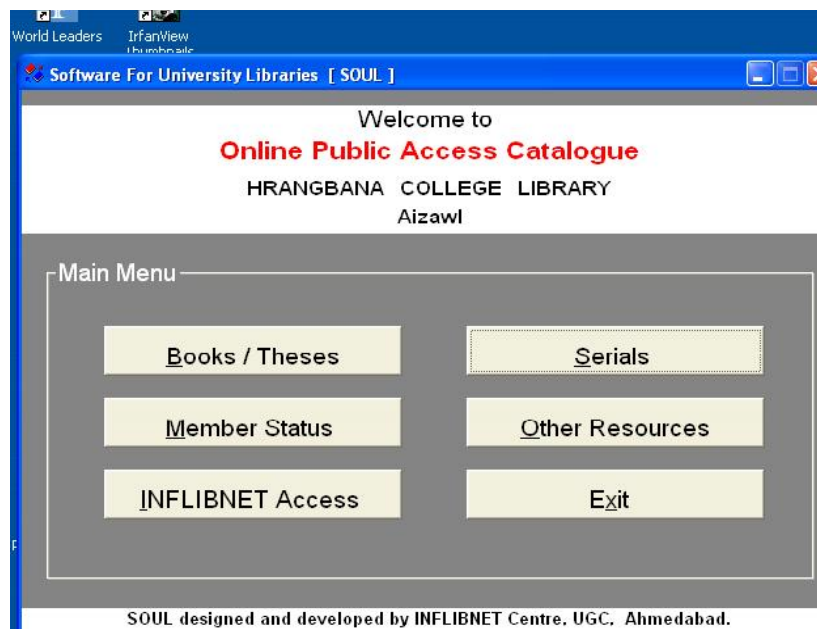 World Leaders
IrfanView
Thumbnails
Software For University Libraries [ SOUL ]
Welcome to
Online Public Access Catalogue
HRANGBANA COLLEGE LIBRARY
Aizawl
Main Menu
Books / Theses
Serials
Member Status
Other Resources
INFLIBNET Access
Exit
SOUL designed and developed by INFLIBNET Centre, UGC, Ahmedabad.